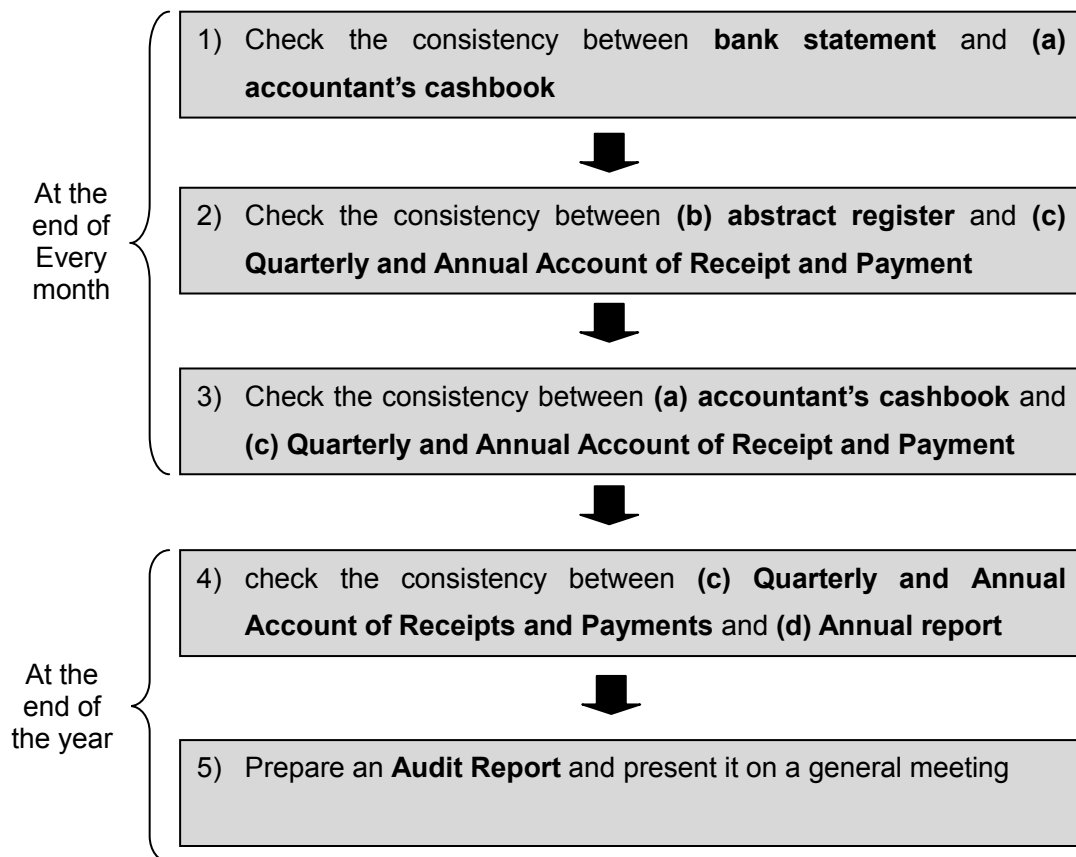 1) Check the consistency between bank statement and (a)
accountant’s cashbook
At the
end of
Every
month
2) Check the consistency between (b) abstract register and (c)
Quarterly and Annual Account of Receipt and Payment
3) Check the consistency between (a) accountant’s cashbook and
(c) Quarterly and Annual Account of Receipt and Payment
4) check the consistency between (c) Quarterly and Annual
Account of Receipts and Payments and (d) Annual report
At the
end of
the year
5) Prepare an Audit Report and present it on a general meeting